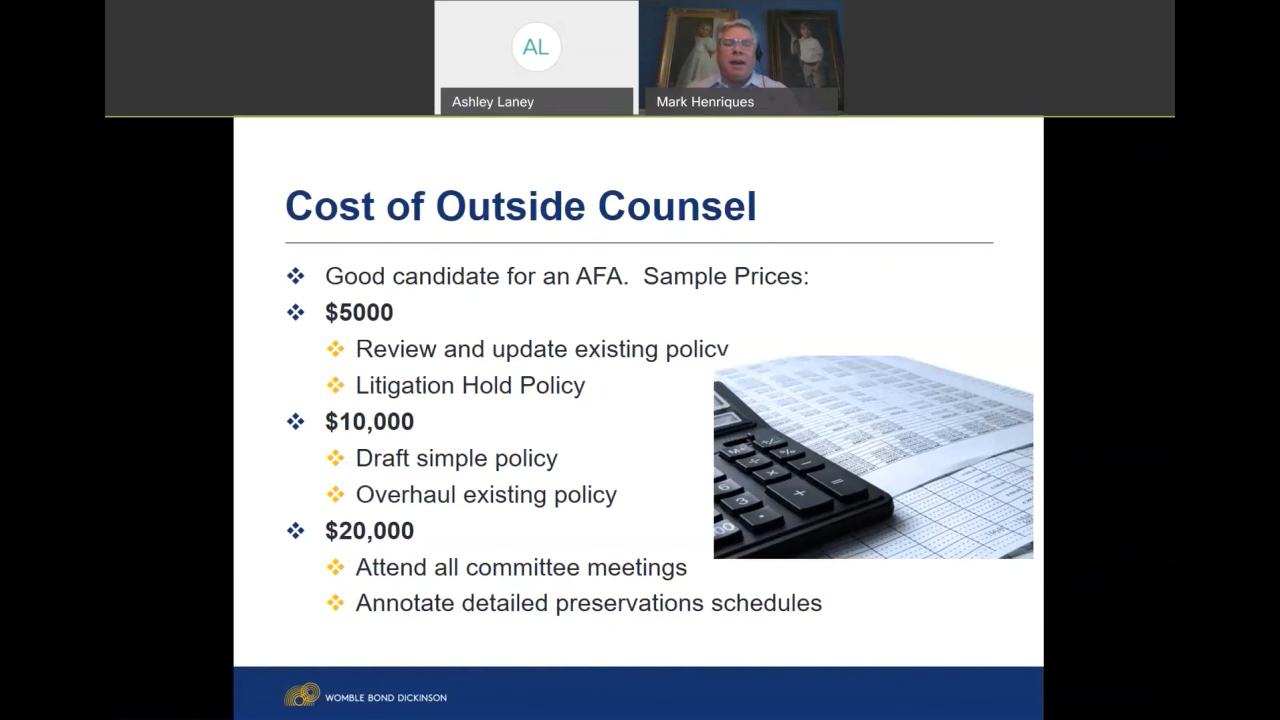 AL
Ashley Laney
Mark Henriques
Cost of Outside Counsel
Good candidate for an AFA. Sample Prices:
$5000
Review and update existing policy
Litigation Hold Policy
$10,000
Draft simple policy
Overhaul existing policy
$20,000
Attend all committee meetings
Annotate detailed preservations schedules
WOMBLE BOND DICKINSON